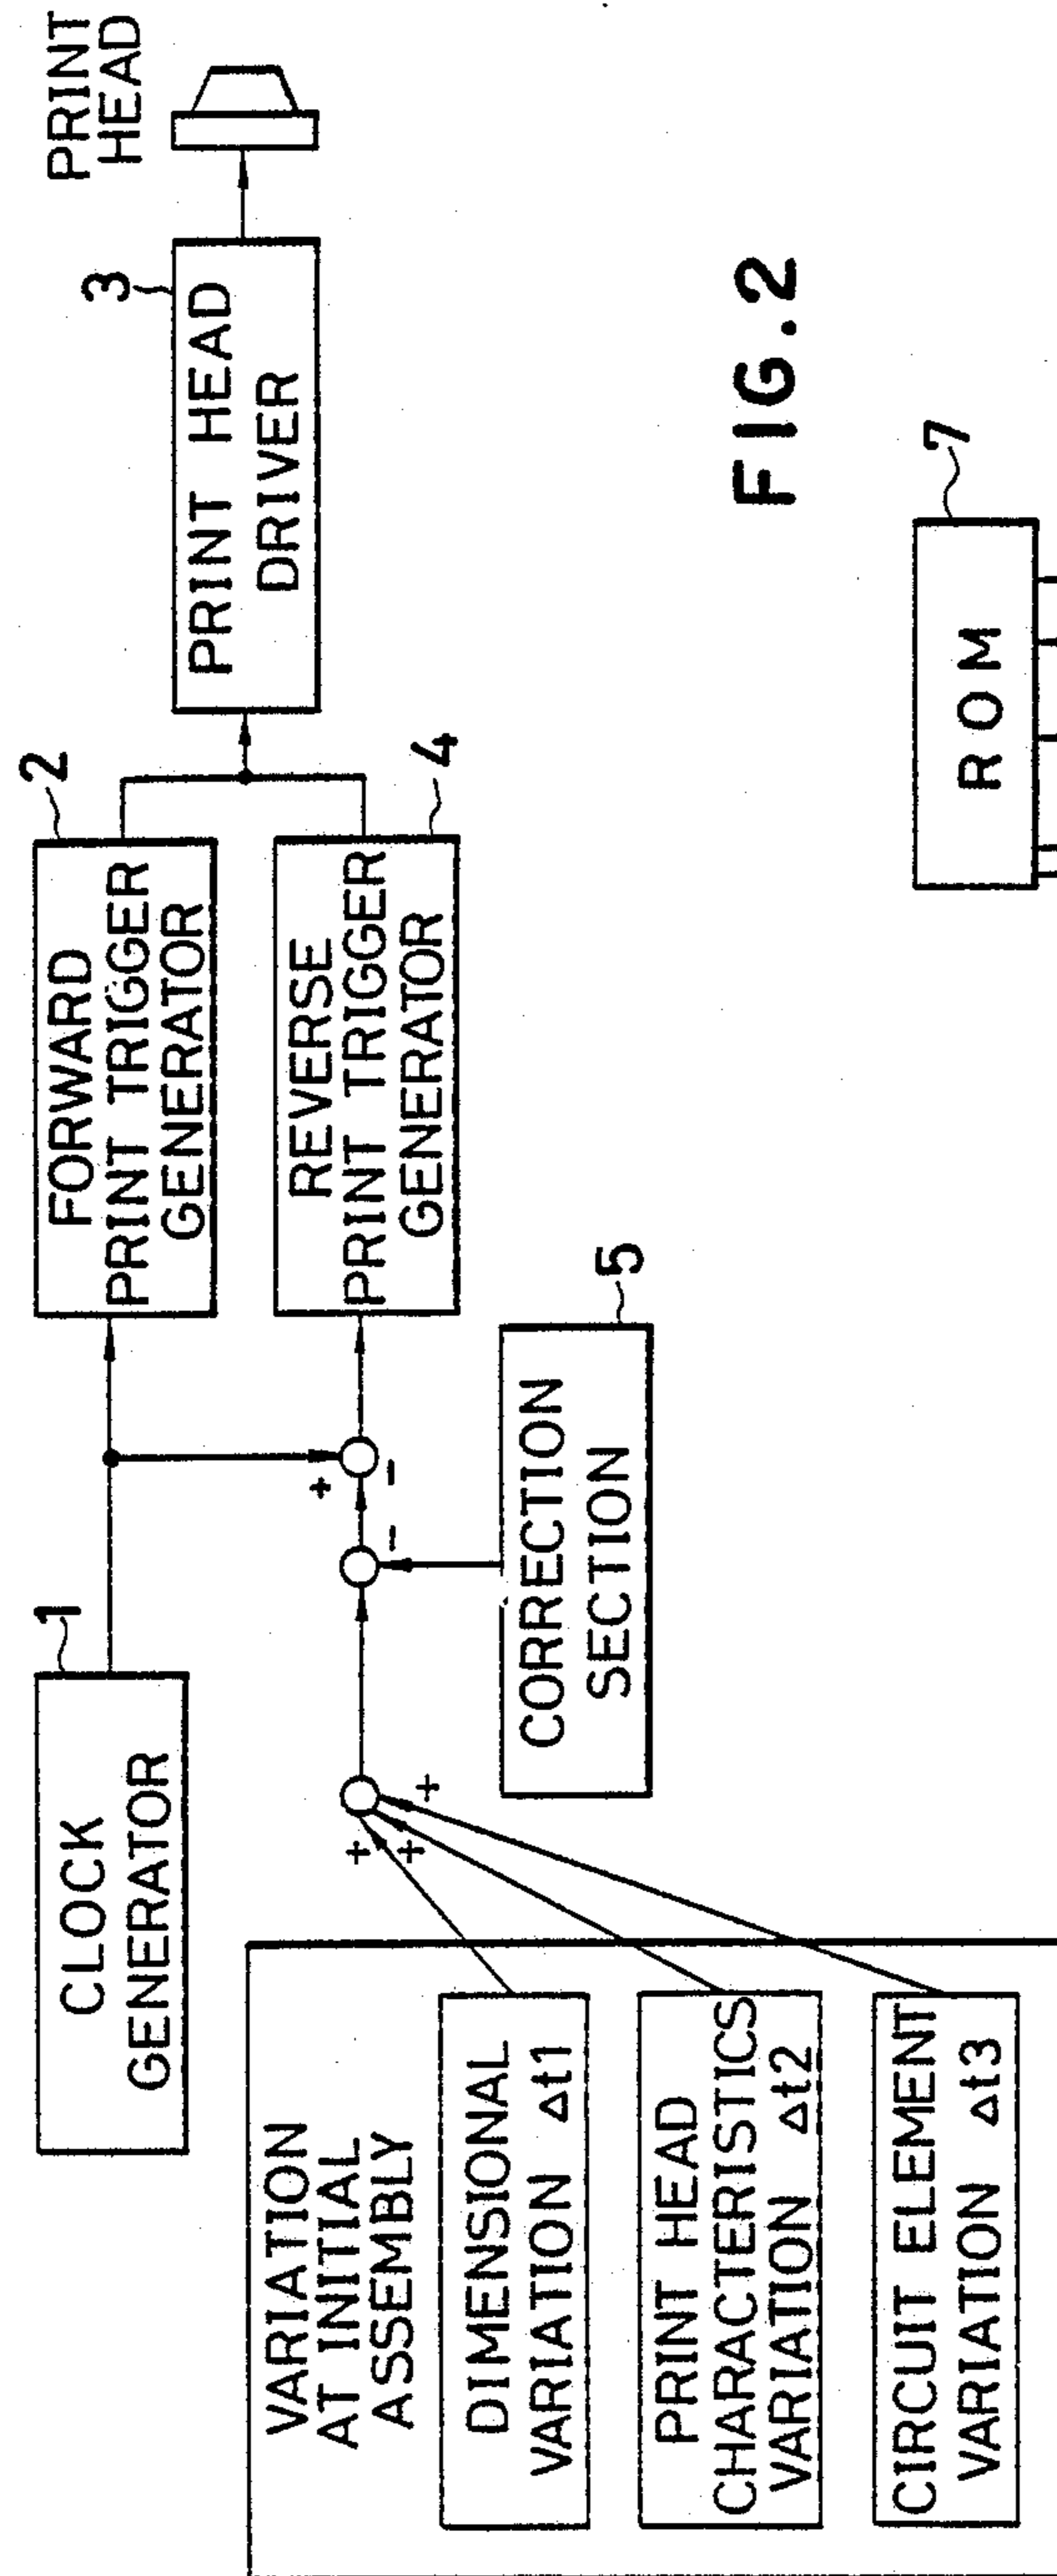 1
CLOCK
GENERATOR
2
FORWARD
PRINT TRIGGER
GENERATOR
3
PRINT HEAD
DRIVER
PRINT
HEAD
REVERSE
PRINT TRIGGER
GENERATOR
4
+
-
-
+
+
+
CORRECTION
SECTION
5
VARIATION
AT INITIAL
ASSEMBLY
DIMENSIONAL
VARIATION Δt1
PRINT HEAD
CHARACTERISTICS
VARIATION Δt2
CIRCUIT ELEMENT
VARIATION Δt3
FIG.2
ROM
7